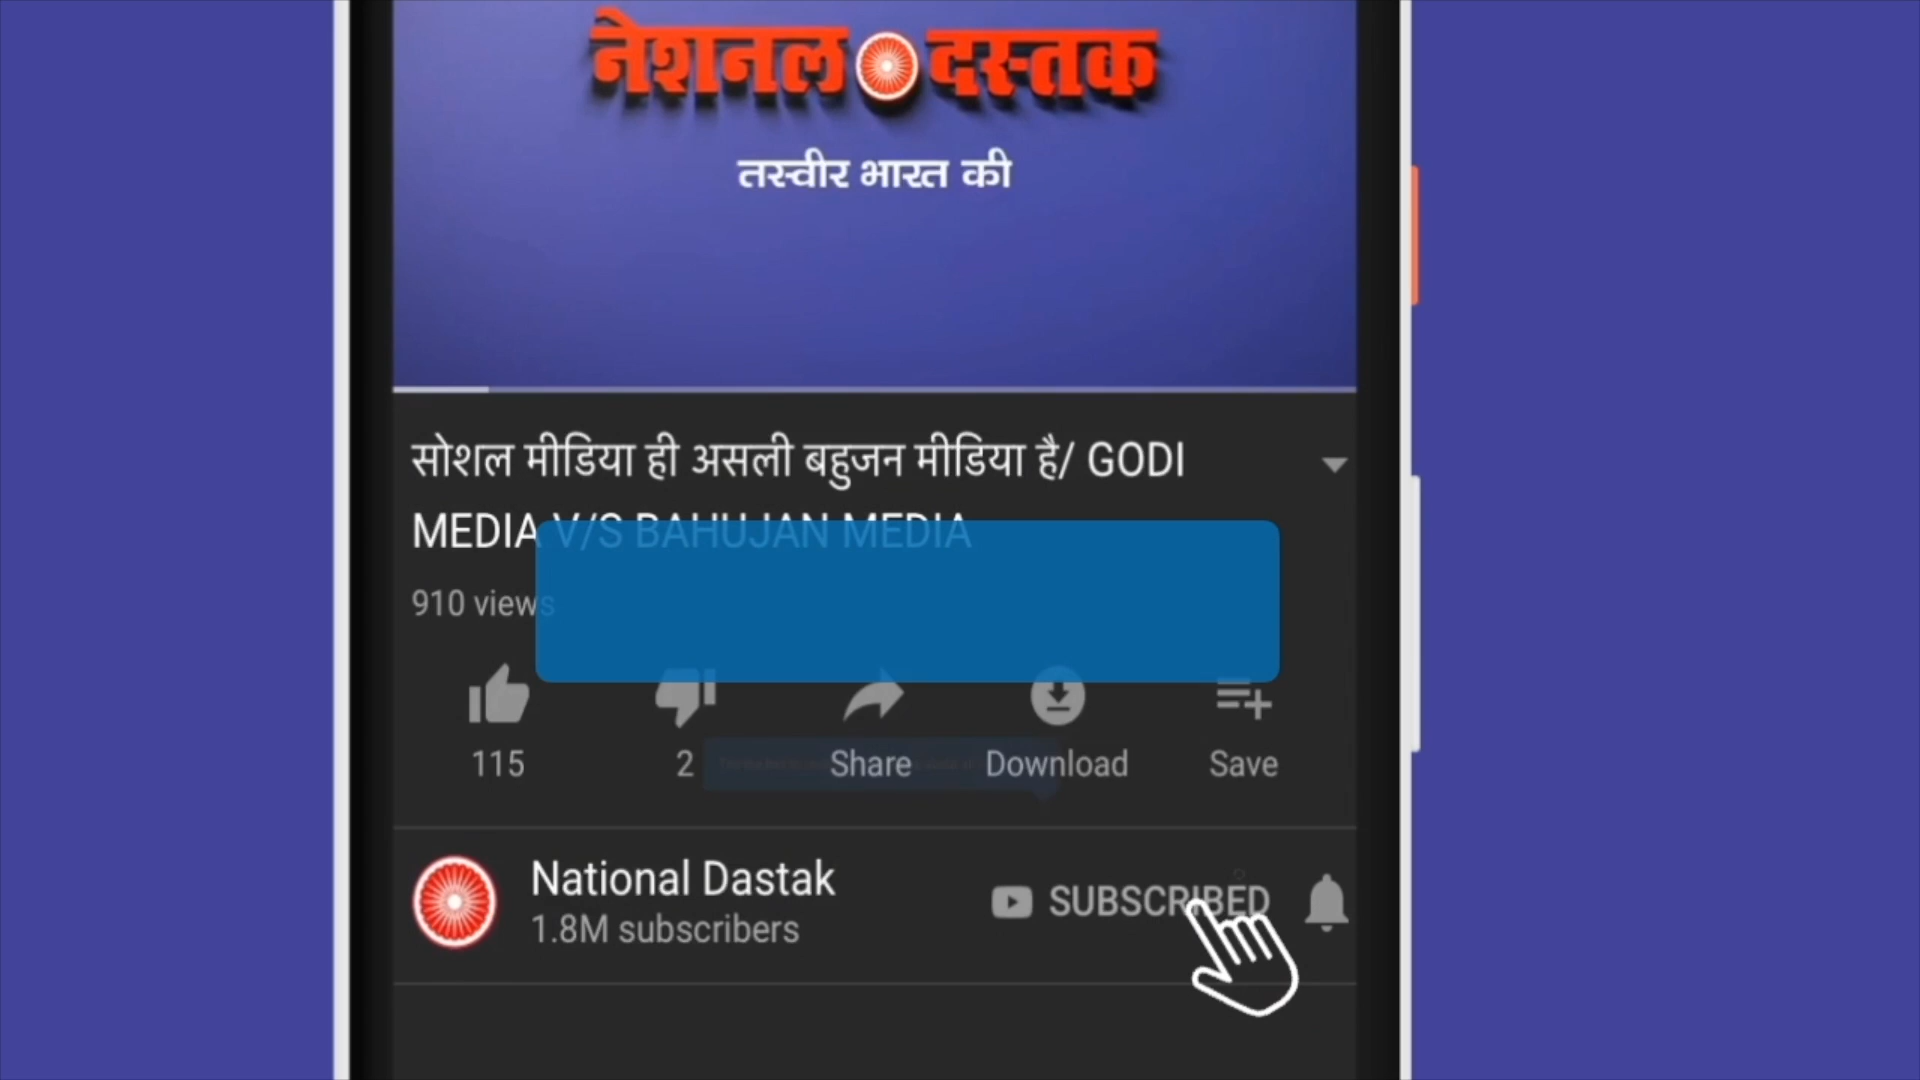 नेशनल दस्तक
तस्वीर भारत की
सोशल मीडिया ही असली बहुजन मीडिया है/ GODI
MEDIA V/S BAHUJAN MEDIA
910 views
115
2
Share
Download
Save
National Dastak
SUBSCRIBED
1.8M subscribers